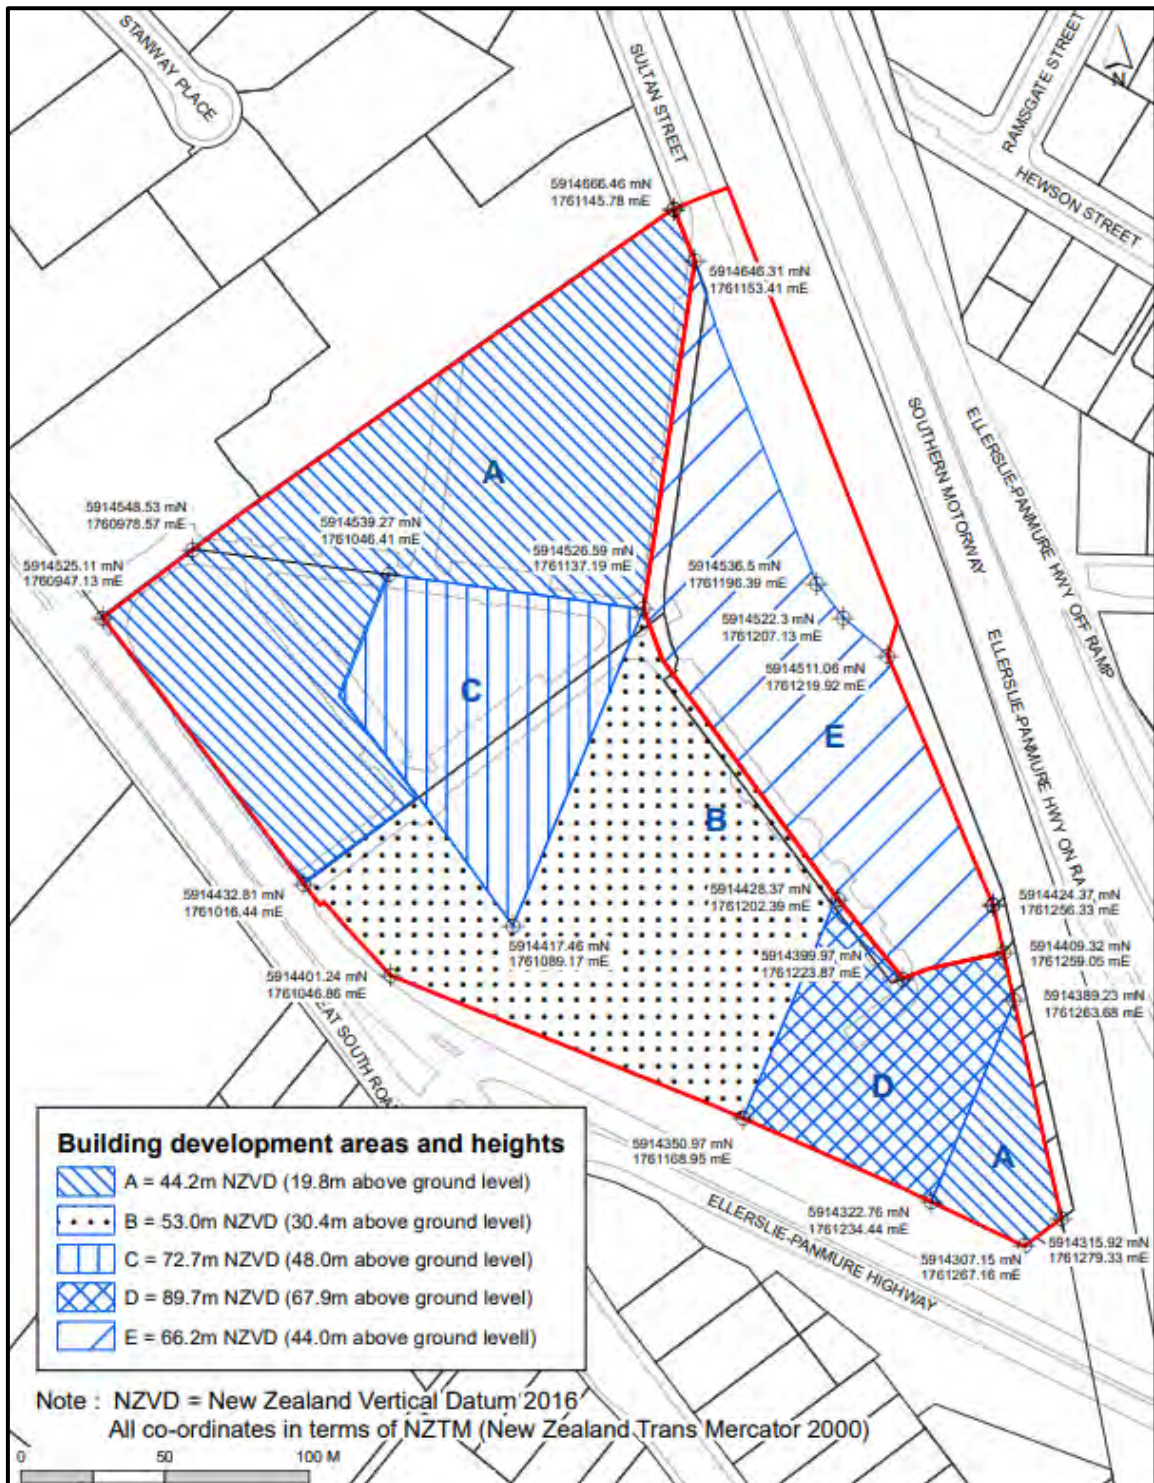 STANWAY PLACE
SULTAN STREET
RAMSGATE STREET
N
HEWSON STREET
5914666.46 mN
1761145.78 mE
5914646.31 mN
1761153.41 mE
SOUTHERN MOTORWAY
ELLERSLIE-PANMURE HWY OFF RAMP
A
5914548.53 mN
1760978.57 mE
5914539.27 mN
1761046.41 mE
5914526.59 mN
1761137.19 mE
5914536.5 mN
1761196.39 mE
5914525.11 mN
1760947.13 mE
5914522.3 mN
1761207.13 mE
5914511.06 mN
1761219.92 mE
ELLERSLIE-PANMURE HWY ON RA
C
E
B
5914432.81 mN
1761016.44 mE
5914428.37 mN
1761202.39 mE
5914424.37 mN
1761256.33 mE
5914417.46 mN
1761089.17 mE
5914399.97 mN
1761223.87 mE
5914409.32 mN
1761259.05 mE
5914401.24 mN
1761046.86 mE
5914389.23 mN
1761263.68 mE
EAT SOUTH ROAD
D
A
5914350.97 mN
1761168.95 mE
5914322.76 mN
1761234.44 mE
5914307.15 mN
1761267.16 mE
5914315.92 mN
1761279.33 mE
ELLERSLIE-PANMURE HIGHWAY
Building development areas and heights
A = 44.2m NZVD (19.8m above ground level)
B = 53.0m NZVD (30.4m above ground level)
C = 72.7m NZVD (48.0m above ground level)
D = 89.7m NZVD (67.9m above ground level)
E = 66.2m NZVD (44.0m above ground levell)
Note : NZVD = New Zealand Vertical Datum 2016
All co-ordinates in terms of NZTM (New Zealand Trans Mercator 2000)
0 50 100 M